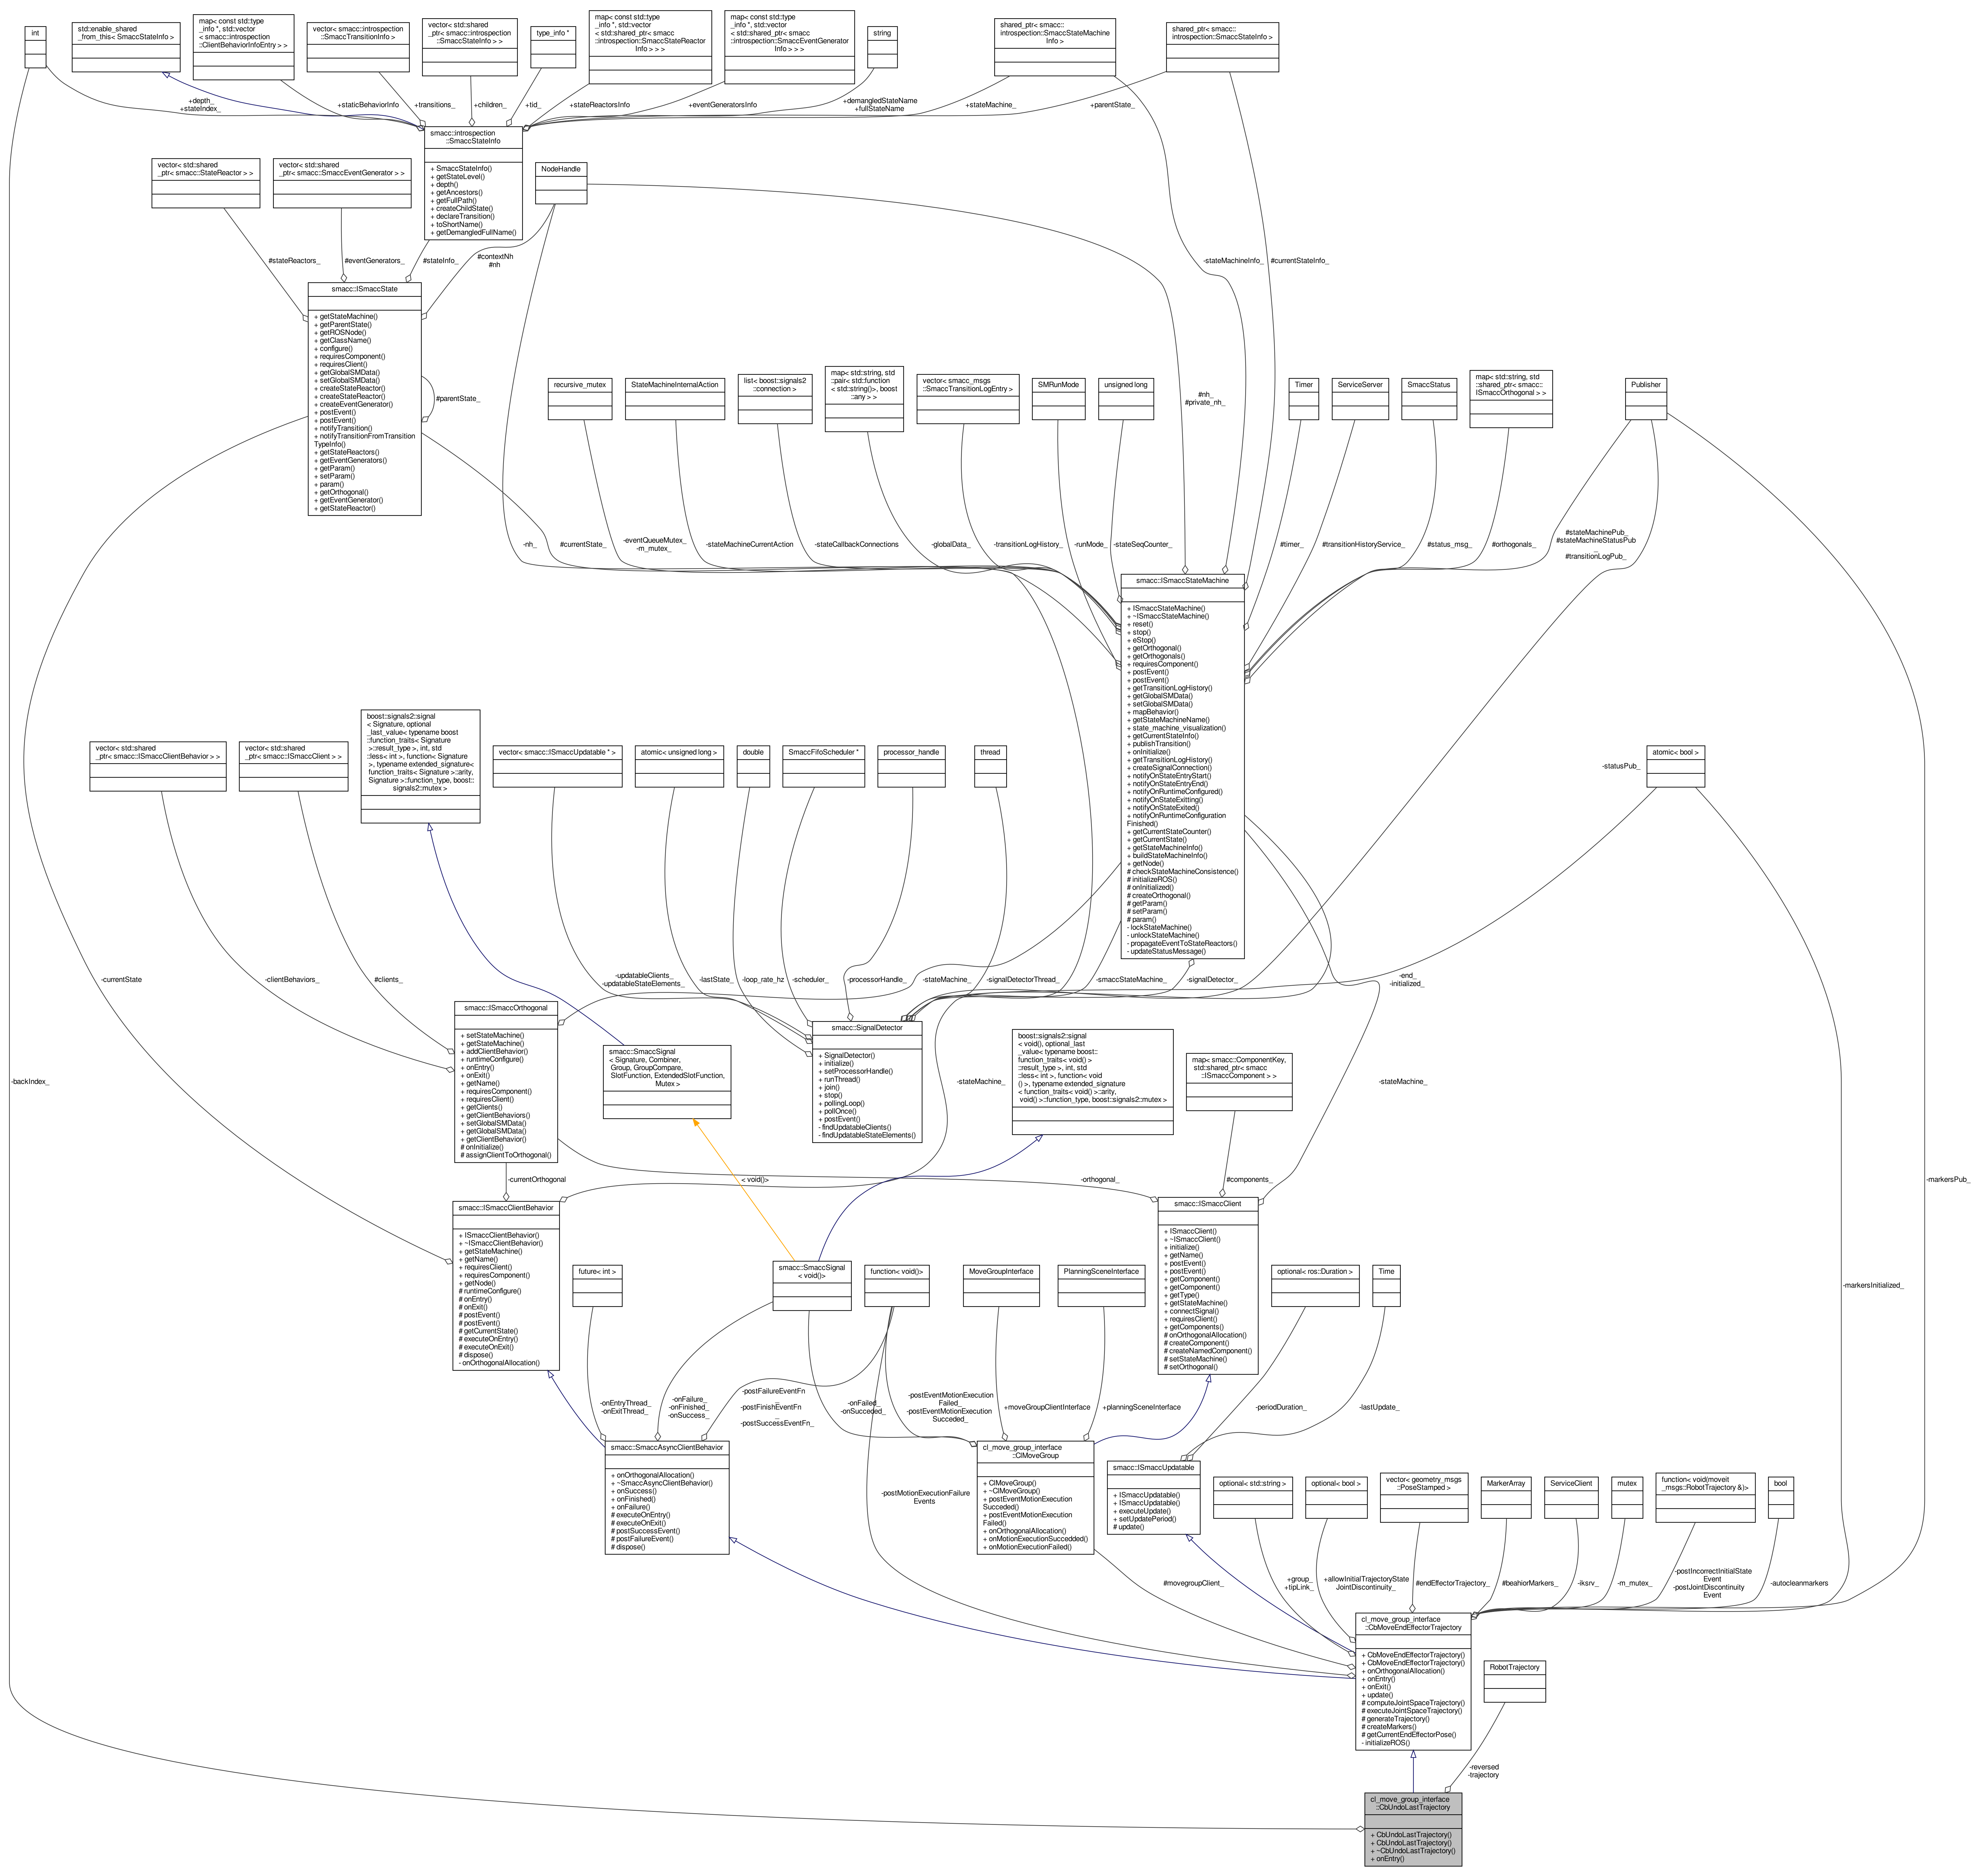 int
std::enable_shared
_from_this< SmaccStateInfo >
map< const std::type
_info *, std::vector
< smacc::introspection
::ClientBehaviorInfoEntry > >
vector< smacc::introspection
::SmaccTransitionInfo >
vector< std::shared
_ptr< smacc::introspection
::SmaccStateInfo > >
type_info *
map< const std::type
_info *, std::vector
< std::shared_ptr< smacc
::introspection::SmaccStateReactor
Info > > >
map< const std::type
_info *, std::vector
< std::shared_ptr< smacc
::introspection::SmaccEventGenerator
Info > > >
string
shared_ptr< smacc::
introspection::SmaccStateMachine
Info >
shared_ptr< smacc::
introspection::SmaccStateInfo >
+depth_
+stateIndex_
+staticBehaviorInfo
+transitions_
+children_
+tid_
+stateReactorsInfo
+eventGeneratorsInfo
+demangledStateName
+fullStateName
+stateMachine_
+parentState_
smacc::introspection
::SmaccStateInfo
+ SmaccStateInfo()
+ getStateLevel()
+ depth()
+ getAncestors()
+ getFullPath()
+ createChildState()
+ declareTransition()
+ toShortName()
+ getDemangledFullName()
vector< std::shared
_ptr< smacc::StateReactor > >
vector< std::shared
_ptr< smacc::SmaccEventGenerator > >
NodeHandle
#stateReactors_
#eventGenerators_
#stateInfo_
#contextNh
#nh
-stateMachineInfo_
#currentStateInfo_
smacc::ISmaccState
+ getStateMachine()
+ getParentState()
+ getROSNode()
+ getClassName()
+ configure()
+ requiresComponent()
+ requiresClient()
+ getGlobalSMData()
+ setGlobalSMData()
+ createStateReactor()
+ createStateReactor()
+ createEventGenerator()
+ postEvent()
+ postEvent()
+ notifyTransition()
+ notifyTransitionFromTransition
TypeInfo()
+ getStateReactors()
+ getEventGenerators()
+ getParam()
+ setParam()
+ param()
+ getOrthogonal()
+ getEventGenerator()
+ getStateReactor()
#parentState_
recursive_mutex
StateMachineInternalAction
list< boost::signals2
::connection >
map< std::string, std
::pair< std::function
< std::string()>, boost
::any > >
vector< smacc_msgs
::SmaccTransitionLogEntry >
SMRunMode
unsigned long
#nh_
#private_nh_
Timer
ServiceServer
SmaccStatus
map< std::string, std
::shared_ptr< smacc::
ISmaccOrthogonal > >
Publisher
-nh_
#currentState_
-eventQueueMutex_
-m_mutex_
-stateMachineCurrentAction
-stateCallbackConnections
-globalData_
-transitionLogHistory_
-runMode_
-stateSeqCounter_
#timer_
#transitionHistoryService_
#status_msg_
#orthogonals_
#stateMachinePub_
#stateMachineStatusPub
_
#transitionLogPub_
smacc::ISmaccStateMachine
+ ISmaccStateMachine()
+ ~ISmaccStateMachine()
+ reset()
+ stop()
+ eStop()
+ getOrthogonal()
+ getOrthogonals()
+ requiresComponent()
+ postEvent()
+ postEvent()
+ getTransitionLogHistory()
+ getGlobalSMData()
+ setGlobalSMData()
+ mapBehavior()
+ getStateMachineName()
+ state_machine_visualization()
+ getCurrentStateInfo()
+ publishTransition()
+ onInitialize()
+ getTransitionLogHistory()
+ createSignalConnection()
+ notifyOnStateEntryStart()
+ notifyOnStateEntryEnd()
+ notifyOnRuntimeConfigured()
+ notifyOnStateExitting()
+ notifyOnStateExited()
+ notifyOnRuntimeConfiguration
Finished()
+ getCurrentStateCounter()
+ getCurrentState()
+ getStateMachineInfo()
+ buildStateMachineInfo()
+ getNode()
# checkStateMachineConsistence()
# initializeROS()
# onInitialized()
# createOrthogonal()
# getParam()
# setParam()
# param()
- lockStateMachine()
- unlockStateMachine()
- propagateEventToStateReactors()
- updateStatusMessage()
vector< std::shared
_ptr< smacc::ISmaccClientBehavior > >
vector< std::shared
_ptr< smacc::ISmaccClient > >
boost::signals2::signal
< Signature, optional
_last_value< typename boost
::function_traits< Signature
>::result_type >, int, std
::less< int >, function< Signature
>, typename extended_signature<
function_traits< Signature >::arity,
Signature >::function_type, boost::
signals2::mutex >
vector< smacc::ISmaccUpdatable * >
atomic< unsigned long >
double
SmaccFifoScheduler *
processor_handle
thread
-statusPub_
atomic< bool >
-currentState
-clientBehaviors_
#clients_
-updatableClients_
-updatableStateElements_
-lastState_
-loop_rate_hz
-scheduler_
-processorHandle_
-stateMachine_
-signalDetectorThread_
-smaccStateMachine_
-signalDetector_
-end_
-initialized_
smacc::ISmaccOrthogonal
+ setStateMachine()
+ getStateMachine()
+ addClientBehavior()
+ runtimeConfigure()
+ onEntry()
+ onExit()
+ getName()
+ requiresComponent()
+ requiresClient()
+ getClients()
+ getClientBehaviors()
+ setGlobalSMData()
+ getGlobalSMData()
+ getClientBehavior()
# onInitialize()
# assignClientToOrthogonal()
smacc::SmaccSignal
< Signature, Combiner,
Group, GroupCompare,
SlotFunction, ExtendedSlotFunction,
Mutex >
smacc::SignalDetector
+ SignalDetector()
+ initialize()
+ setProcessorHandle()
+ runThread()
+ join()
+ stop()
+ pollingLoop()
+ pollOnce()
+ postEvent()
- findUpdatableClients()
- findUpdatableStateElements()
-stateMachine_
boost::signals2::signal
< void(), optional_last
_value< typename boost::
function_traits< void() >
::result_type >, int, std
::less< int >, function< void
() >, typename extended_signature
< function_traits< void() >::arity,
void() >::function_type, boost::signals2::mutex >
map< smacc::ComponentKey,
std::shared_ptr< smacc
::ISmaccComponent > >
-stateMachine_
-backIndex_
-currentOrthogonal
< void()>
-orthogonal_
#components_
-markersPub_
smacc::ISmaccClientBehavior
+ ISmaccClientBehavior()
+ ~ISmaccClientBehavior()
+ getStateMachine()
+ getName()
+ requiresClient()
+ requiresComponent()
+ getNode()
# runtimeConfigure()
# onEntry()
# onExit()
# postEvent()
# postEvent()
# getCurrentState()
# executeOnEntry()
# executeOnExit()
# dispose()
- onOrthogonalAllocation()
future< int >
smacc::SmaccSignal
< void()>
function< void()>
MoveGroupInterface
PlanningSceneInterface
smacc::ISmaccClient
+ ISmaccClient()
+ ~ISmaccClient()
+ initialize()
+ getName()
+ postEvent()
+ postEvent()
+ getComponent()
+ getComponent()
+ getType()
+ getStateMachine()
+ connectSignal()
+ requiresClient()
+ getComponents()
# onOrthogonalAllocation()
# createComponent()
# createNamedComponent()
# setStateMachine()
# setOrthogonal()
optional< ros::Duration >
Time
-markersInitialized_
-onEntryThread_
-onExitThread_
-onFailure_
-onFinished_
-onSuccess_
-postFailureEventFn
_
-postFinishEventFn
_
-postSuccessEventFn_
-onFailed_
-onSucceded_
-postEventMotionExecution
Failed_
-postEventMotionExecution
Succeded_
+moveGroupClientInterface
+planningSceneInterface
-periodDuration_
-lastUpdate_
smacc::SmaccAsyncClientBehavior
+ onOrthogonalAllocation()
+ ~SmaccAsyncClientBehavior()
+ onSuccess()
+ onFinished()
+ onFailure()
# executeOnEntry()
# executeOnExit()
# postSuccessEvent()
# postFailureEvent()
# dispose()
-postMotionExecutionFailure
Events
cl_move_group_interface
::ClMoveGroup
+ ClMoveGroup()
+ ~ClMoveGroup()
+ postEventMotionExecution
Succeded()
+ postEventMotionExecution
Failed()
+ onOrthogonalAllocation()
+ onMotionExecutionSuccedded()
+ onMotionExecutionFailed()
smacc::ISmaccUpdatable
+ ISmaccUpdatable()
+ ISmaccUpdatable()
+ executeUpdate()
+ setUpdatePeriod()
# update()
optional< std::string >
optional< bool >
vector< geometry_msgs
::PoseStamped >
MarkerArray
ServiceClient
mutex
function< void(moveit
_msgs::RobotTrajectory &)>
bool
#movegroupClient_
+group_
+tipLink_
+allowInitialTrajectoryState
JointDiscontinuity_
#endEffectorTrajectory_
#beahiorMarkers_
-iksrv_
-m_mutex_
-postIncorrectInitialState
Event
-postJointDiscontinuity
Event
-autocleanmarkers
cl_move_group_interface
::CbMoveEndEffectorTrajectory
+ CbMoveEndEffectorTrajectory()
+ CbMoveEndEffectorTrajectory()
+ onOrthogonalAllocation()
+ onEntry()
+ onExit()
+ update()
# computeJointSpaceTrajectory()
# executeJointSpaceTrajectory()
# generateTrajectory()
# createMarkers()
# getCurrentEndEffectorPose()
- initializeROS()
RobotTrajectory
-reversed
-trajectory
cl_move_group_interface
::CbUndoLastTrajectory
+ CbUndoLastTrajectory()
+ CbUndoLastTrajectory()
+ ~CbUndoLastTrajectory()
+ onEntry()